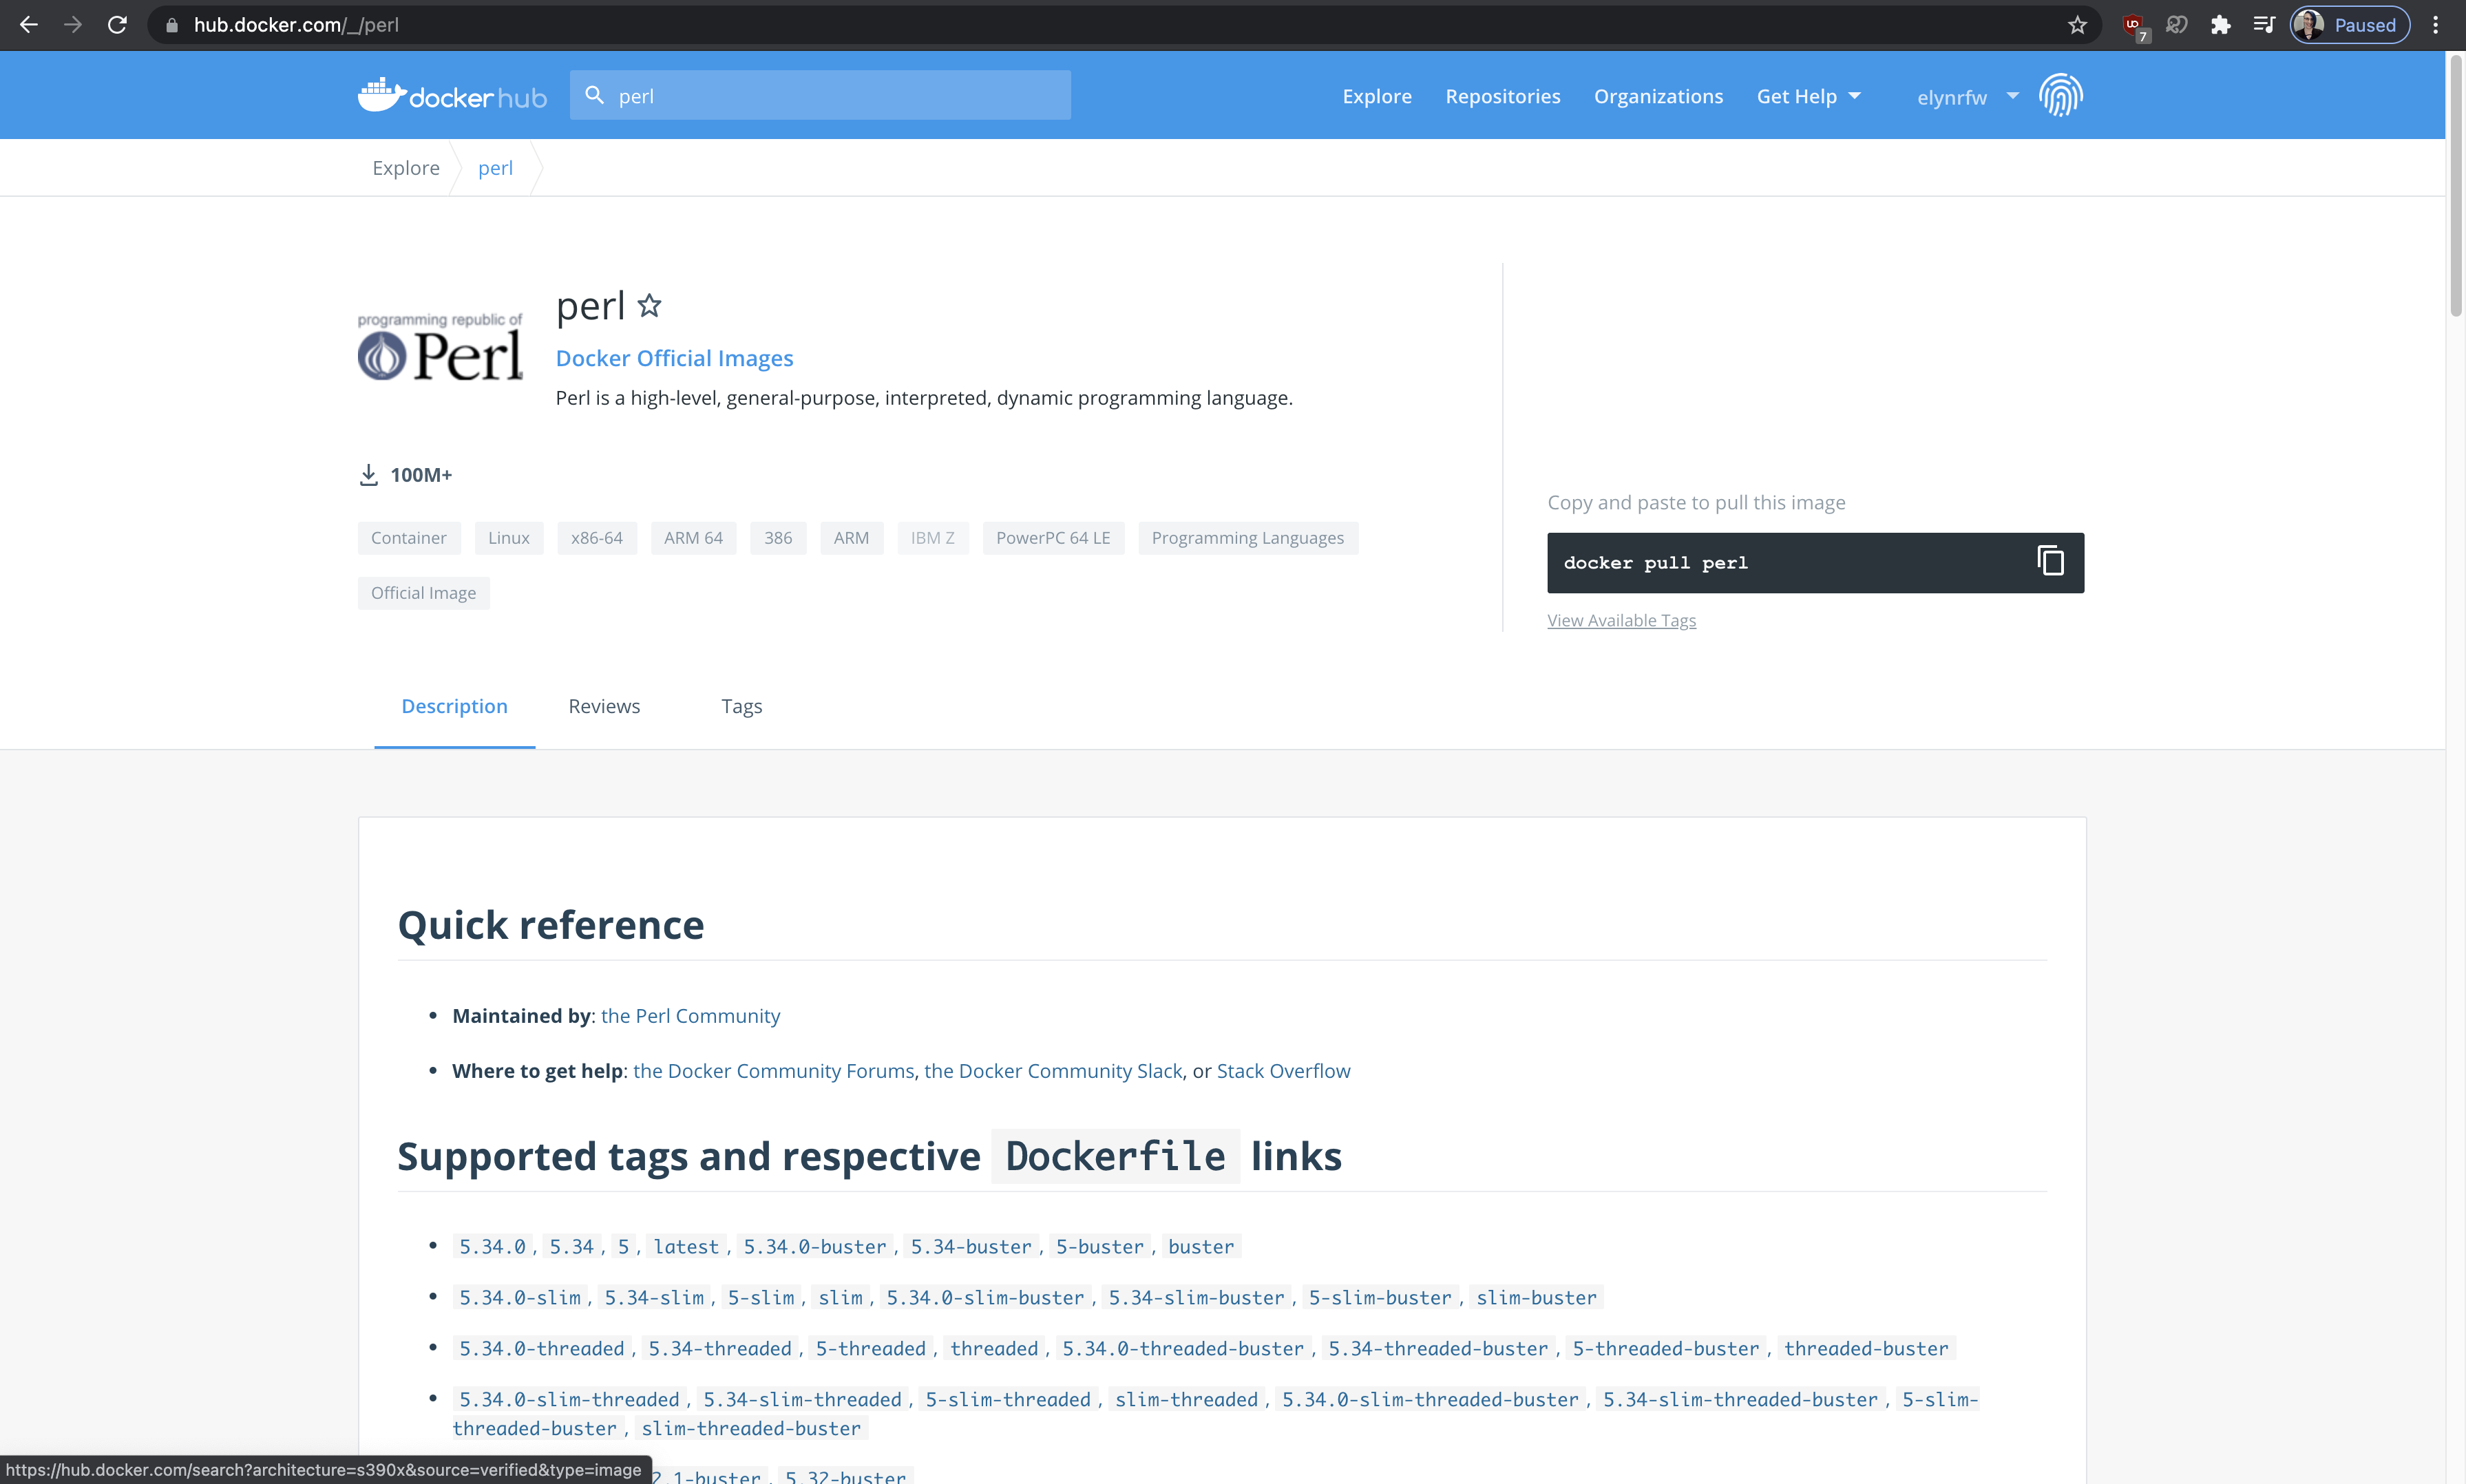 hub.docker.com/_/perl
7
Paused
docker hub
perl
Explore
Repositories
Organizations
Get Help
elynrfw
Explore
perl
programming republic of
Perl
perl
Docker Official Images
Perl is a high-level, general-purpose, interpreted, dynamic programming language.
100M+
Container
Linux
x86-64
ARM 64
386
ARM
IBM Z
PowerPC 64 LE
Programming Languages
Official Image
Copy and paste to pull this image
docker pull perl
View Available Tags
Description
Reviews
Tags
Quick reference
• Maintained by: the Perl Community
• Where to get help: the Docker Community Forums, the Docker Community Slack, or Stack Overflow
Supported tags and respective Dockerfile links
• 5.34.0, 5.34, 5, latest, 5.34.0-buster, 5.34-buster, 5-buster, buster
• 5.34.0-slim, 5.34-slim, 5-slim, slim, 5.34.0-slim-buster, 5.34-slim-buster, 5-slim-buster, slim-buster
• 5.34.0-threaded, 5.34-threaded, 5-threaded, threaded, 5.34.0-threaded-buster, 5.34-threaded-buster, 5-threaded-buster, threaded-buster
• 5.34.0-slim-threaded, 5.34-slim-threaded, 5-slim-threaded, slim-threaded, 5.34.0-slim-threaded-buster, 5.34-slim-threaded-buster, 5-slim-
threaded-buster, slim-threaded-buster
https://hub.docker.com/search?architecture=s390x&source=verified&type=image
2.1-buster, 5.32-buster